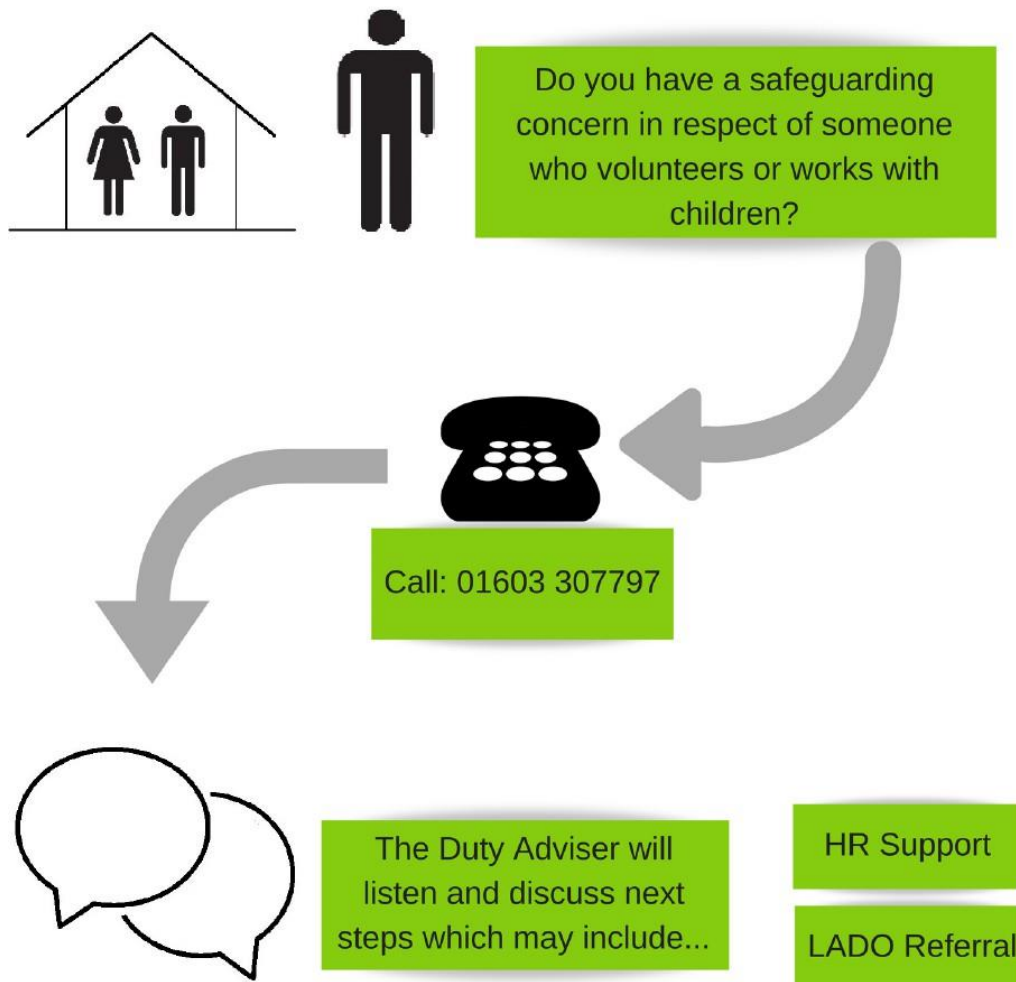 Do you have a safeguarding
concern in respect of someone
who volunteers or works with
children?
Call: 01603 307797
The Duty Adviser will
listen and discuss next
steps which may include...
HR Support
LADO Referral